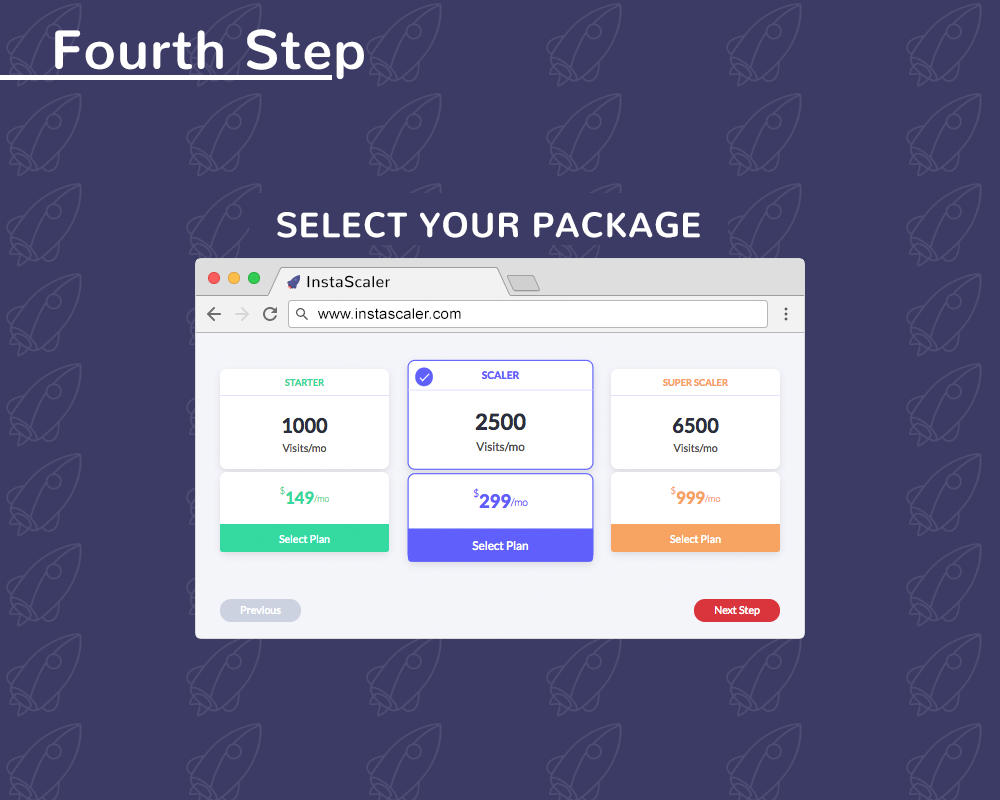 Fourth Step
SELECT YOUR PACKAGE
InstaScaler
www.instascaler.com
STARTER
1000
Visits/mo
$149/mo
Select Plan
SCALER
2500
Visits/mo
$299/mo
Select Plan
SUPER SCALER
6500
Visits/mo
$999/mo
Select Plan
Previous
Next Step